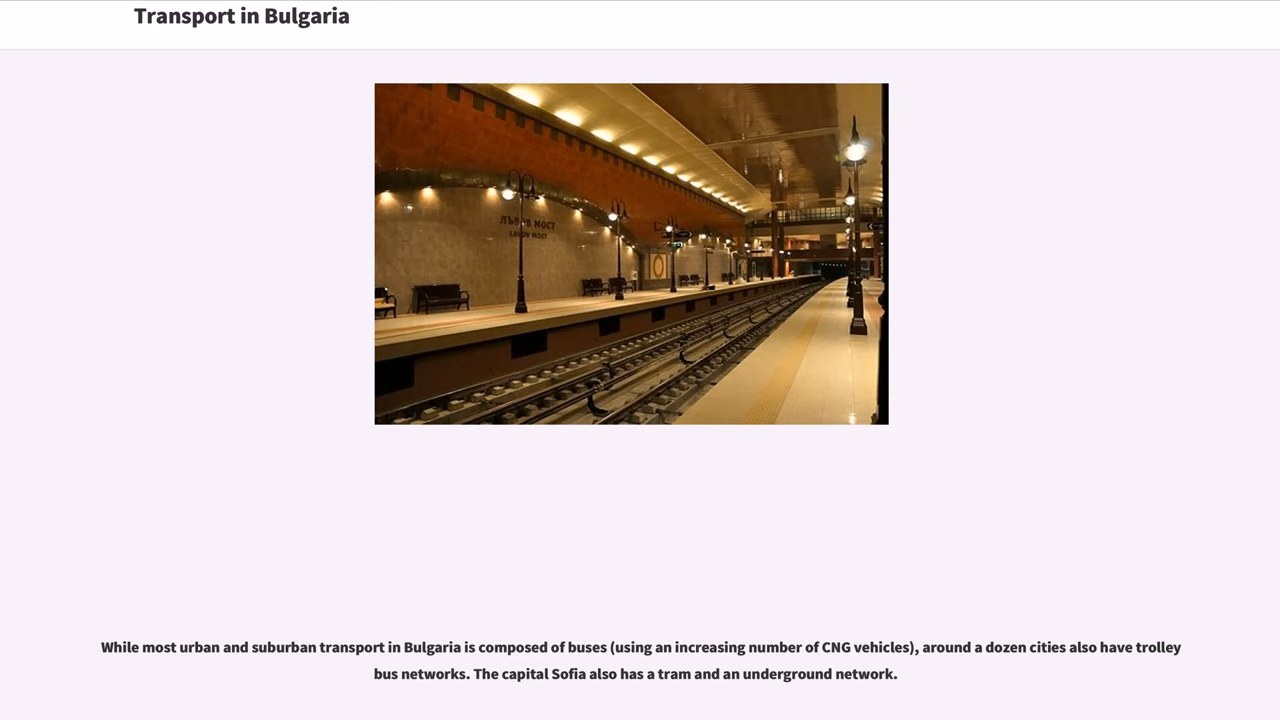 Transport in Bulgaria
ЛЪВОВ МОСТ
LAVOV MOST
While most urban and suburban transport in Bulgaria is composed of buses (using an increasing number of CNG vehicles), around a dozen cities also have trolley
bus networks. The capital Sofia also has a tram and an underground network.